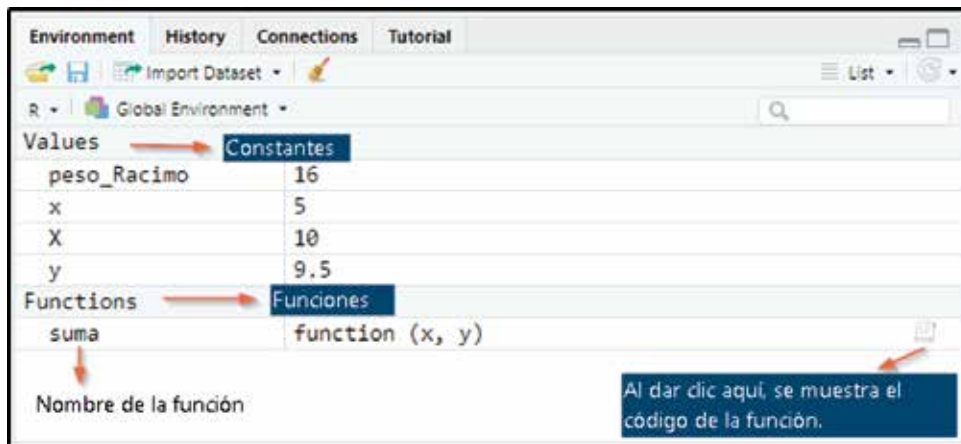 Environment History Connections Tutorial
Import Dataset List
R Global Environment
Values Constantes
peso_Racimo 16
x 5
X 10
y 9.5
Functions Funciones
suma function (x, y)
Nombre de la función
Al dar clic aquí, se muestra el
código de la función.